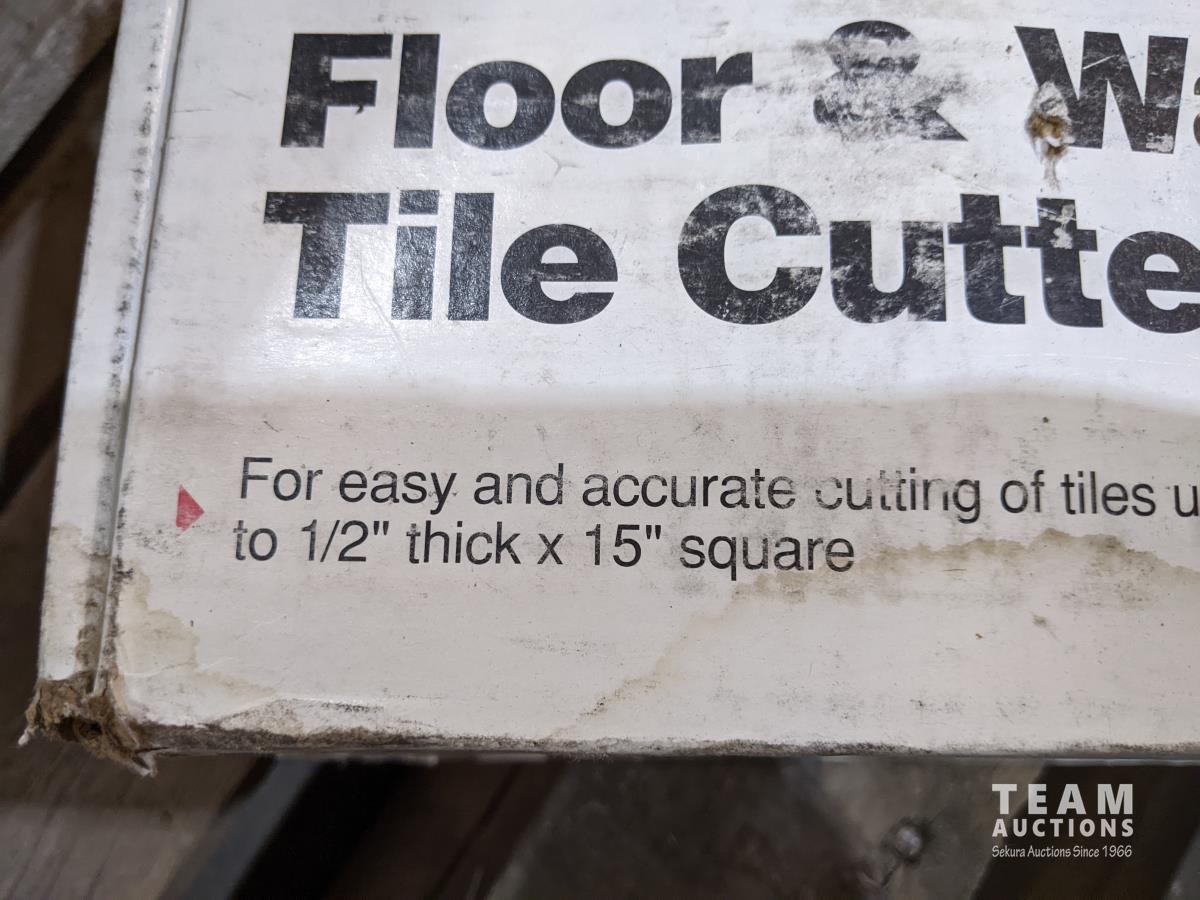 Floor & Wa
Tile Cutte
For easy and accurate cutting of tiles u
to 1/2" thick x 15" square
TEAM
AUCTIONS
Sekura Auctions Since 1966